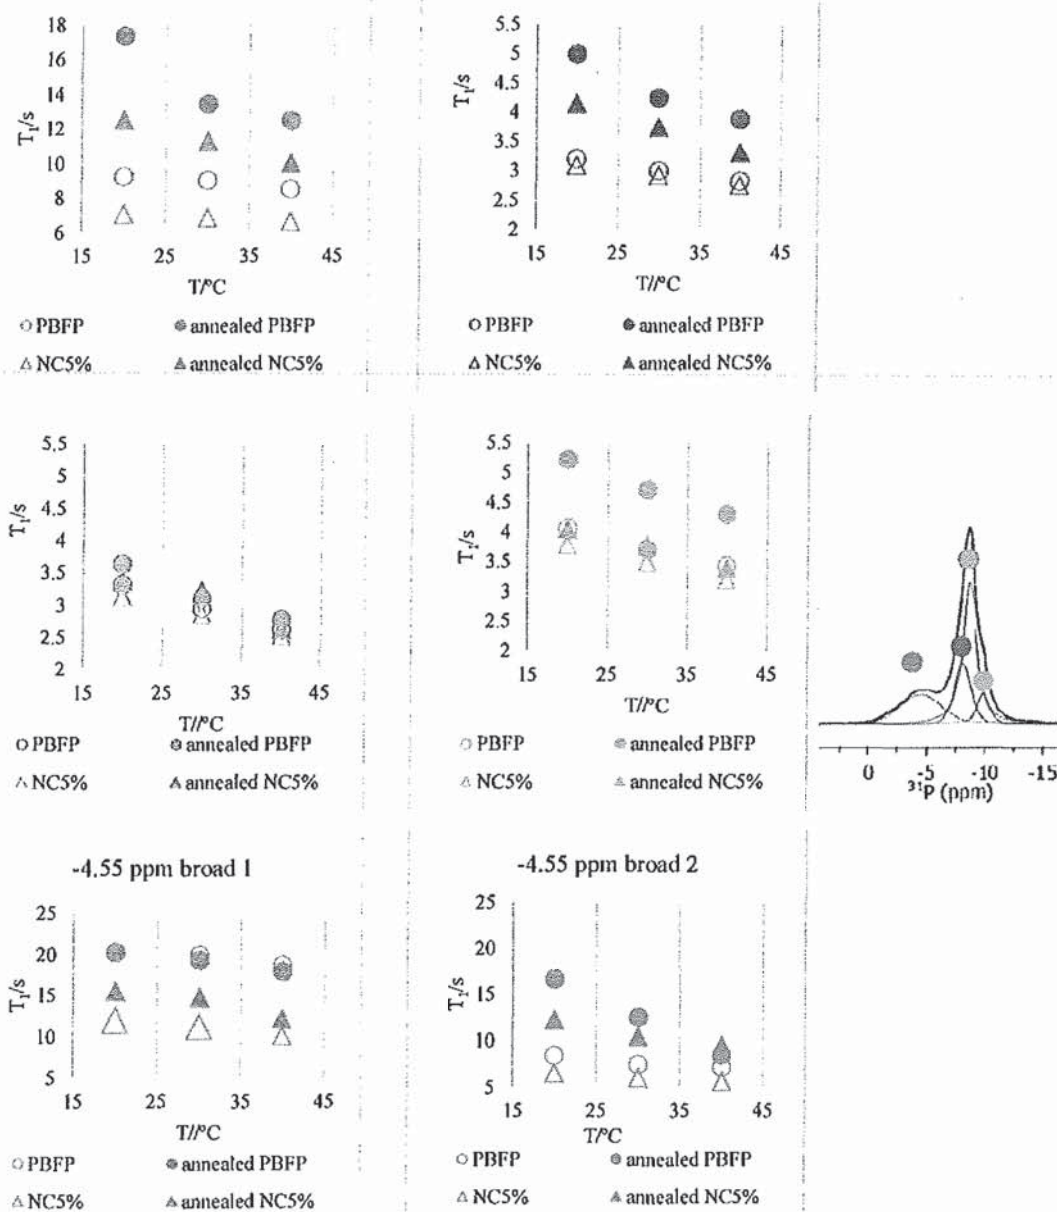 18
16
14
12
10
8
6
T₁/s
15 25 35 45
T/°C
○ PBFP ● annealed PBFP
△ NC5% ▲ annealed NC5%
5.5
5
4.5
4
3.5
3
2.5
2
T₁/s
15 25 35 45
T//°C
○ PBFP ● annealed PBFP
△ NC5% ▲ annealed NC5%
5,5
5
4,5
4
3.5
3
2.5
2
T₁/s
15 25 35 45
T//°C
○ PBFP ● annealed PBFP
NC5% ▲ annealed NC5%
5.5
5
4.5
4
3.5
3
2.5
2
T₁/s
15 25 35 45
T//°C
○ PBFP ● annealed PBFP
△ NC5% ▲ annealed NC5%
0 -5 -10 -15
³¹P (ppm)
-4.55 ppm broad 1
25
20
15
10
5
T₁/s
15 25 35 45
T//°C
○ PBFP ● annealed PBFP
△ NC5% ▲ annealed NC5%
-4.55 ppm broad 2
25
20
15
10
5
T₁/s
15 25 35 45
T/°C
○ PBFP ● annealed PBFP
△ NC5% ▲ annealed NC5%